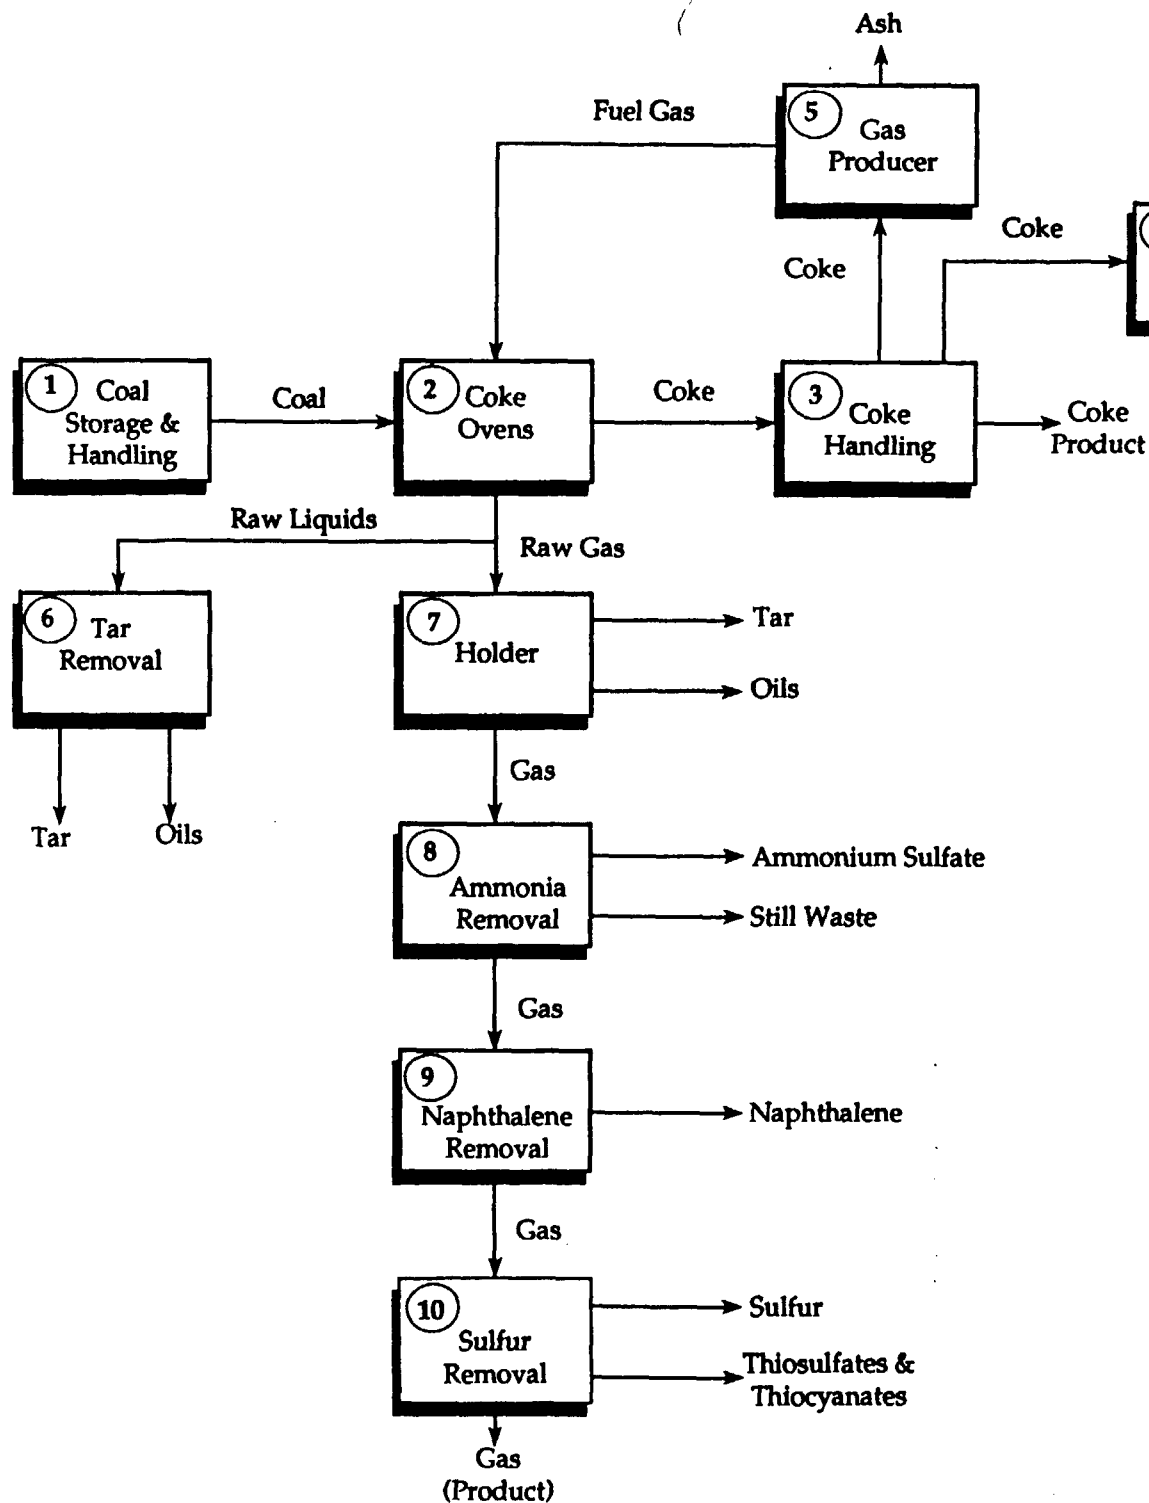 Ash
Fuel Gas
5
Gas
Producer
Coke
Coke
1
Coal
Storage &
Handling
Coal
2
Coke
Ovens
Coke
3
Coke
Handling
Coke
Product
Raw Liquids
Raw Gas
6
Tar
Removal
7
Holder
Tar
Oils
Gas
Tar
Oils
8
Ammonia
Removal
Ammonium Sulfate
Still Waste
Gas
9
Naphthalene
Removal
Naphthalene
Gas
10
Sulfur
Removal
Sulfur
Thiosulfates &
Thiocyanates
Gas
(Product)